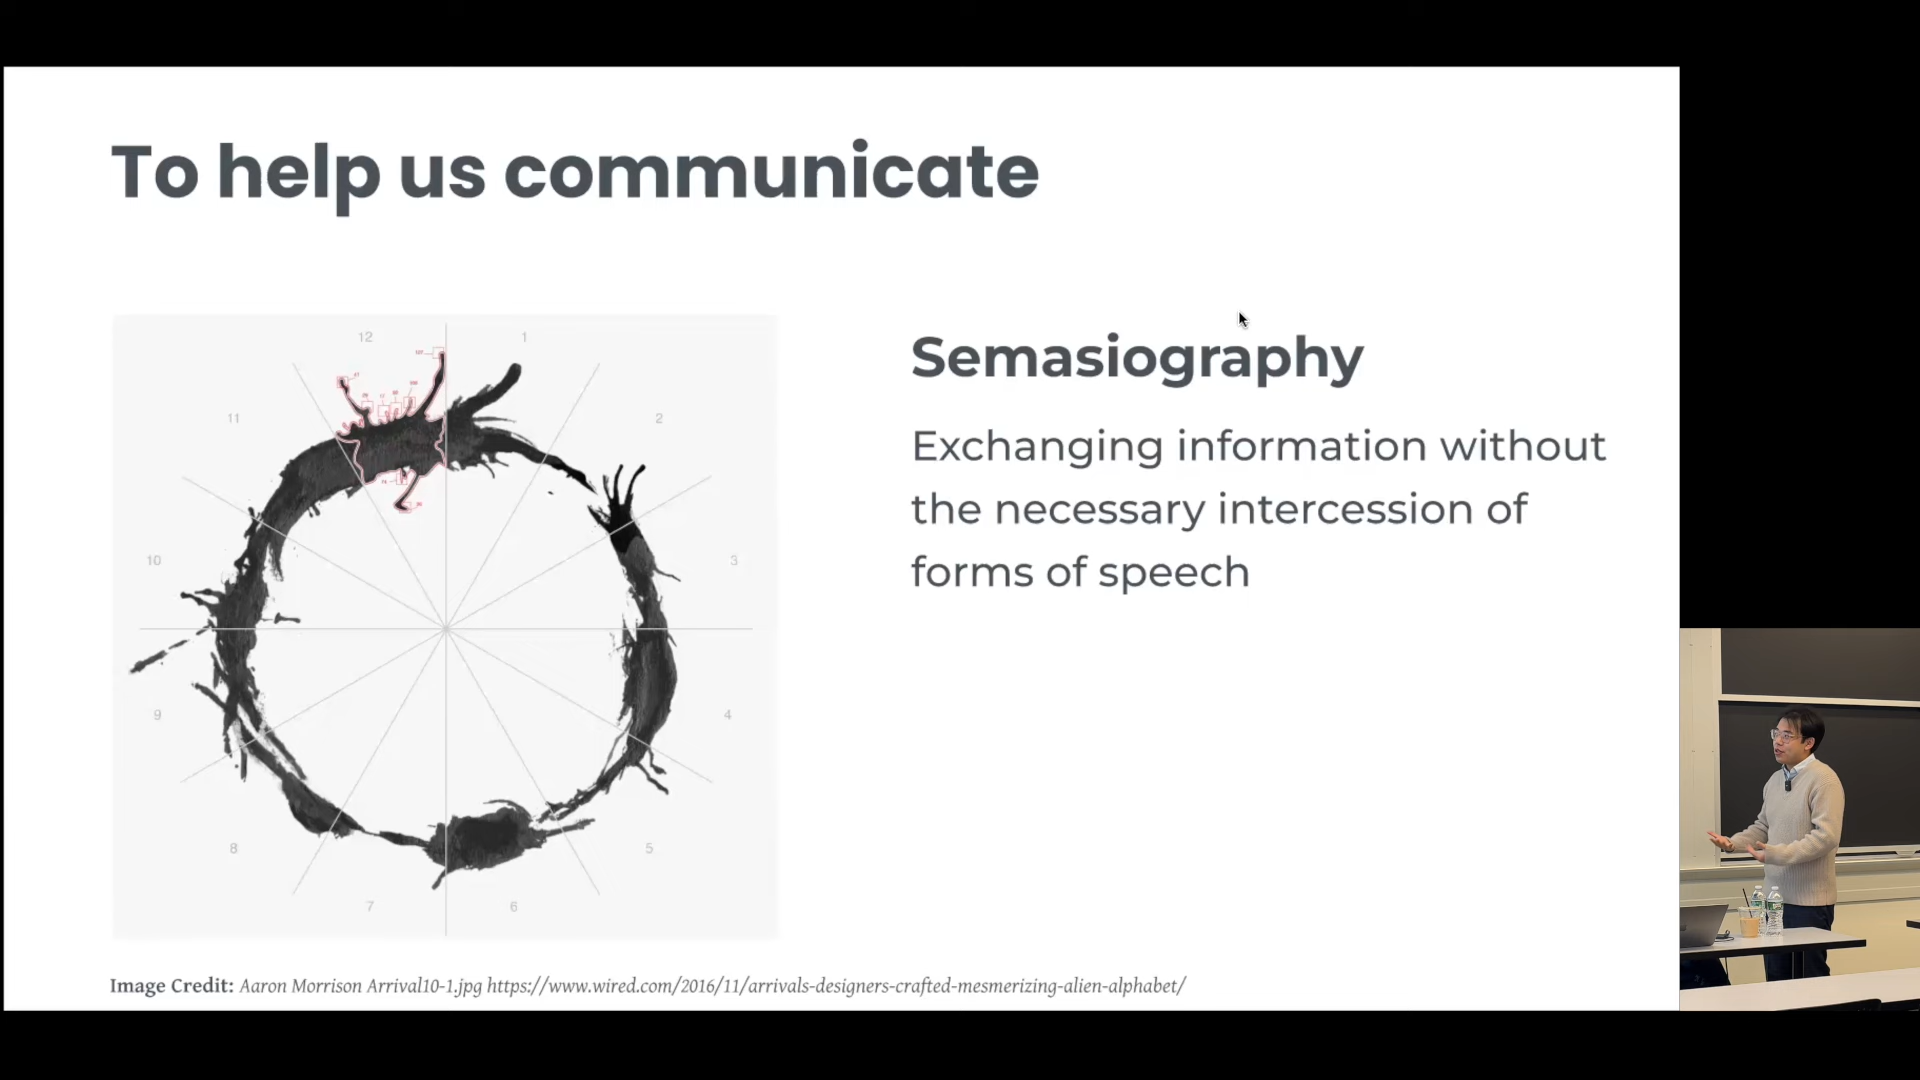 To help us communicate
12
1
11
2
10
3
9
4
8
5
7
6
Semasiography
Exchanging information without
the necessary intercession of
forms of speech
Image Credit: Aaron Morrison Arrival10-1.jpg https://www.wired.com/2016/11/arrivals-designers-crafted-mesmerizing-alien-alphabet/